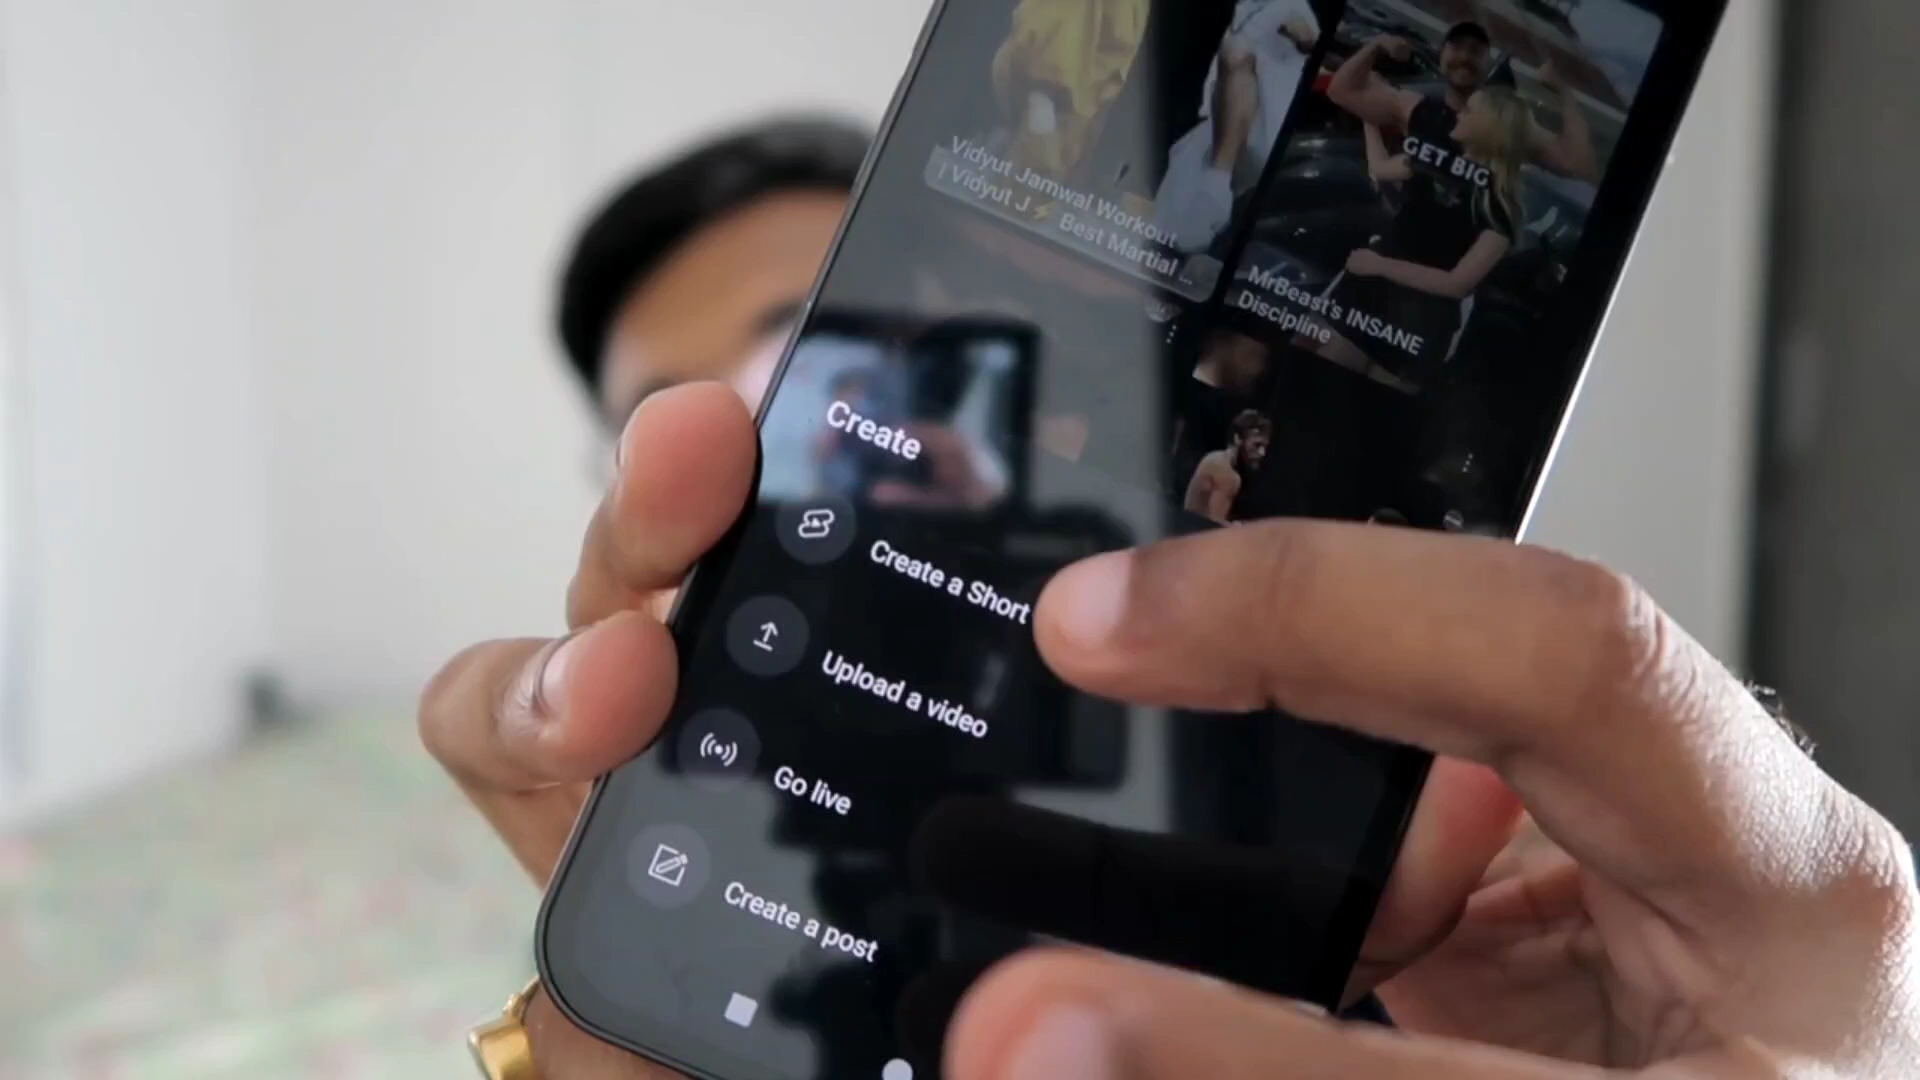 Vidyut Jamwal Workout
| Vidyut J⚡ Best Martial ...
GET BIG
MrBeast's INSANE
Discipline
Create
Create a Short
Upload a video
Go live
Create a post